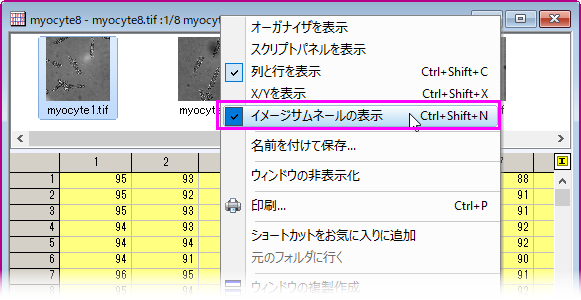 myocyte8 - myocyte8.tif :1/8 myocy
オーガナイザを表示
スクリプトパネルを表示
列と行を表示 Ctrl+Shift+C
X/Yを表示 Ctrl+Shift+X
イメージサムネールの表示 Ctrl+Shift+N
名前を付けて保存...
ウィンドウの非表示化
印刷... Ctrl+P
ショートカットをお気に入りに追加
元のフォルダに行く
ウィンドウの複製作成
myocyte1.tif
myocyt
1 2
1 95 93 88
2 95 92 91
3 95 93 91
4 94 94 92
5 94 94 92
6 94 91 90
7 96 95